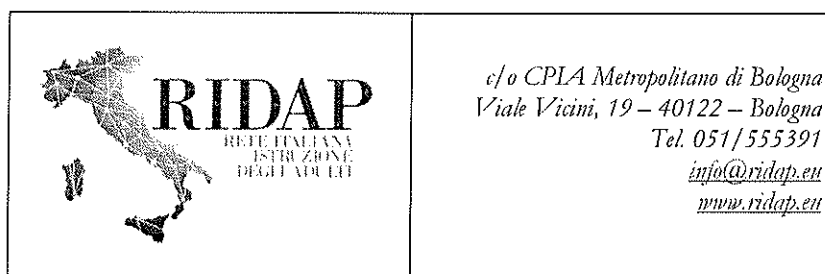 RIDAP
RETE ITALIANA
ISTRUZIONE
DEGLI ADULTI
c/o CPIA Metropolitano di Bologna
Viale Vicini, 19 – 40122 – Bologna
Tel. 051/555391
info@ridap.eu
www.ridap.eu